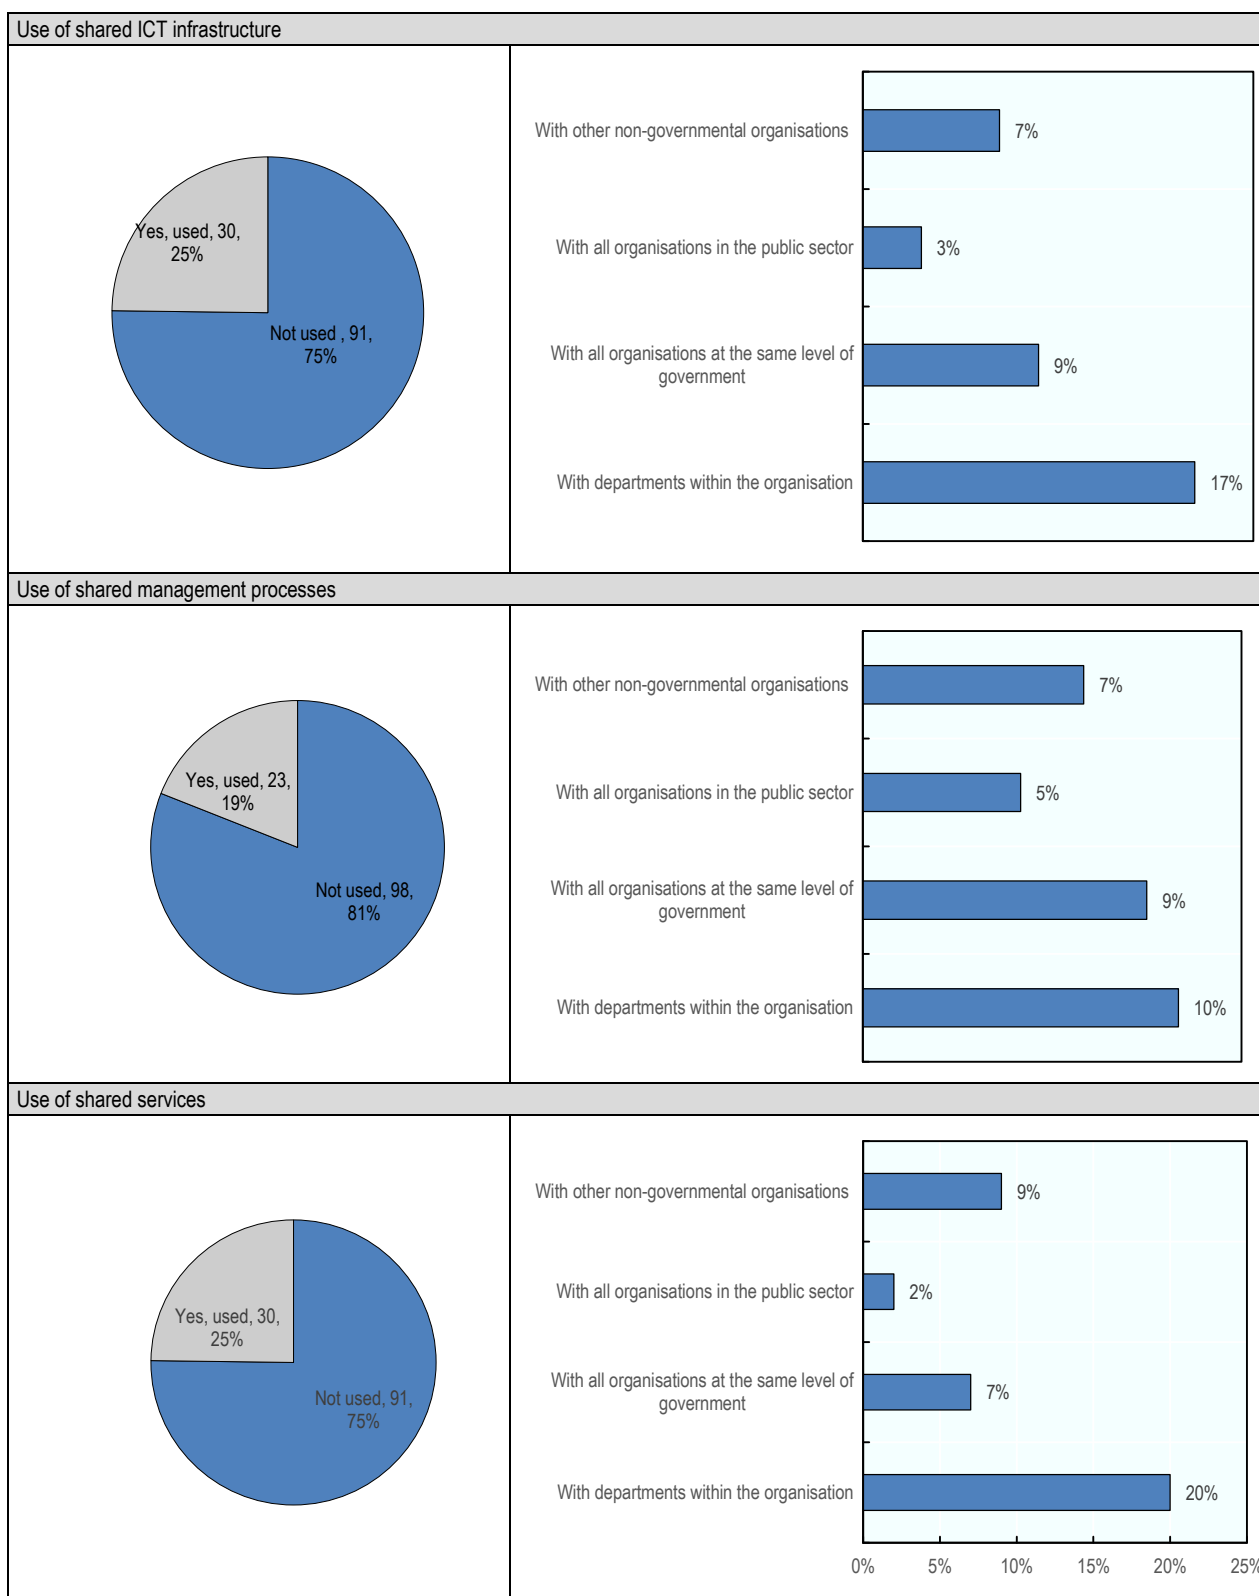 Use of shared ICT infrastructure
Yes, used, 30,
25%
Not used , 91,
75%
With other non-governmental organisations
7%
With all organisations in the public sector
3%
With all organisations at the same level of
government
9%
With departments within the organisation
17%
Use of shared management processes
Yes, used, 23,
19%
Not used, 98,
81%
With other non-governmental organisations
7%
With all organisations in the public sector
5%
With all organisations at the same level of
government
9%
With departments within the organisation
10%
Use of shared services
Yes, used, 30,
25%
Not used, 91,
75%
With other non-governmental organisations
9%
With all organisations in the public sector
2%
With all organisations at the same level of
government
7%
With departments within the organisation
20%
0% 5% 10% 15% 20% 25%